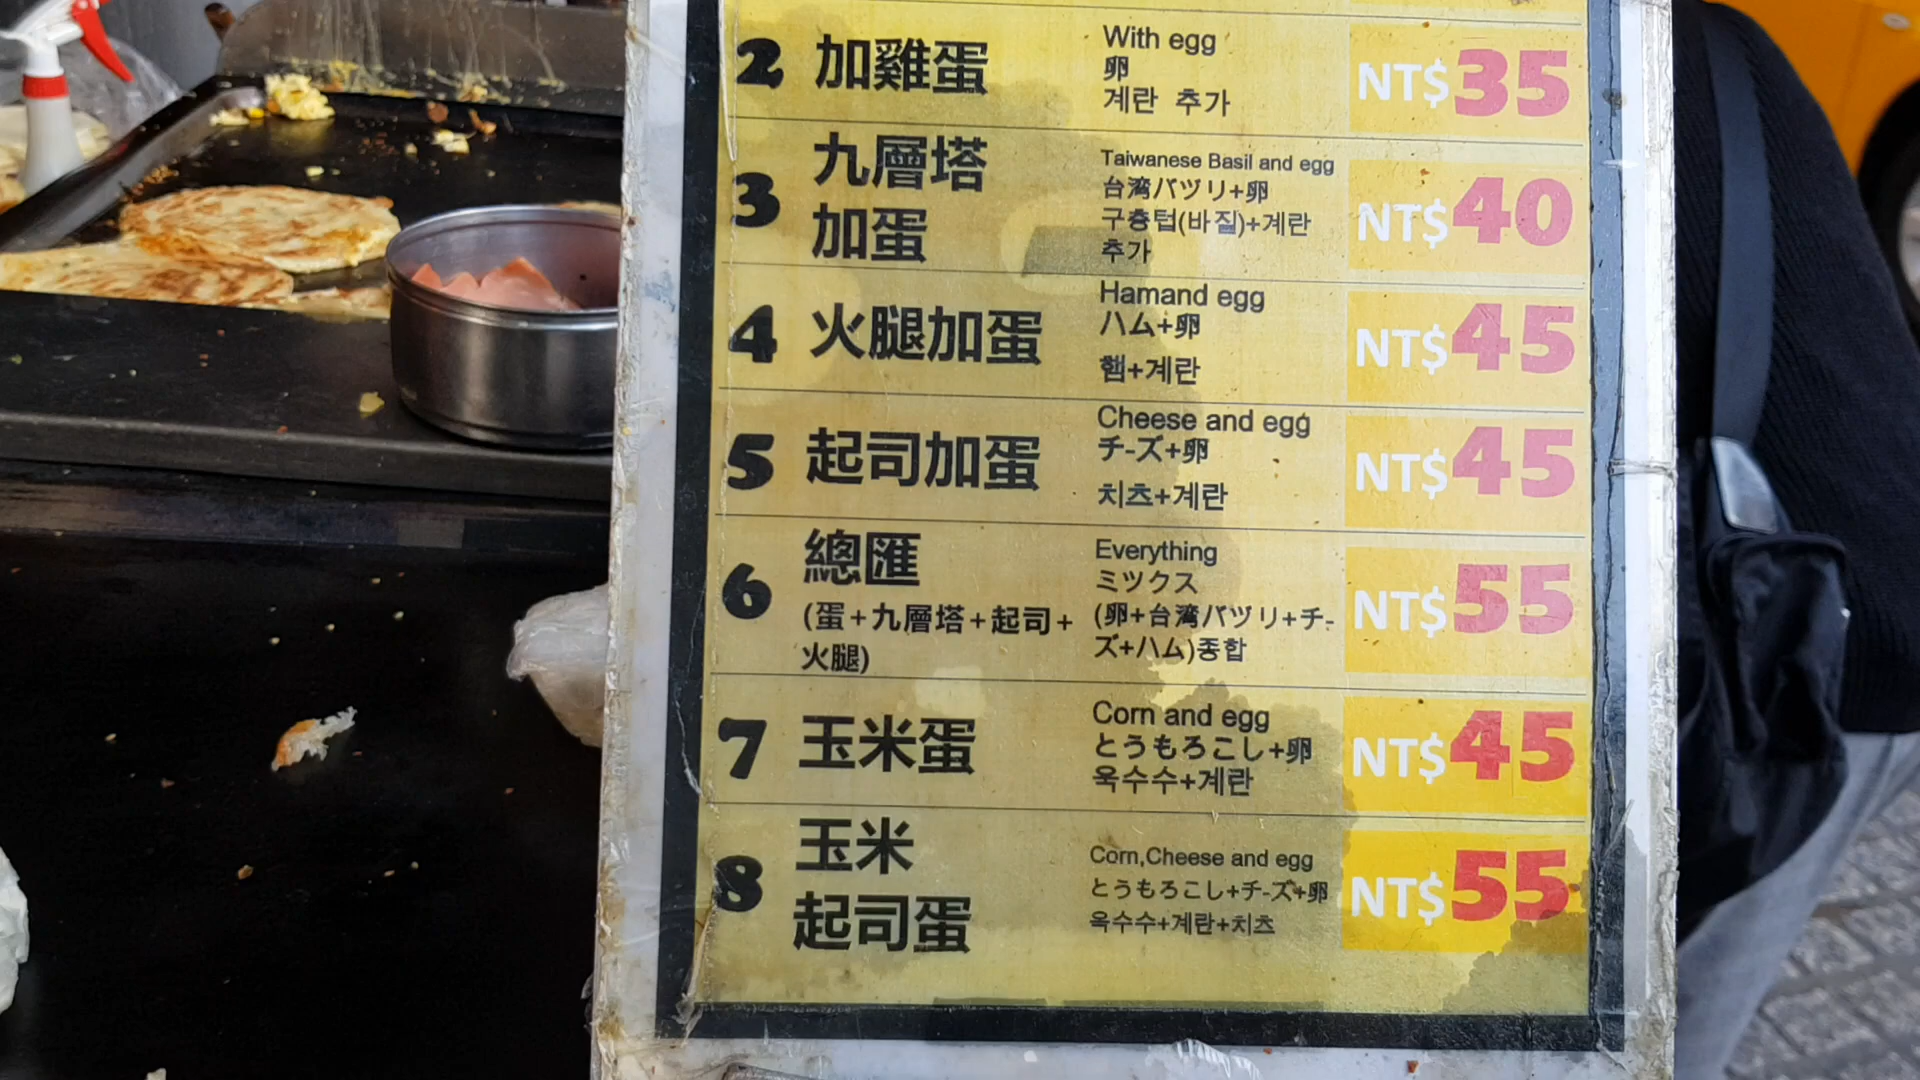 2 加雞蛋 With egg NT$35
卵
계란 추가
3 九層塔 Taiwanese Basil and egg NT$40
加蛋 台湾バヅリ+卵
구층텁(바질)+계란
추가
4 火腿加蛋 Hamand egg NT$45
ハム+卵
햄+계란
5 起司加蛋 Cheese and egg NT$45
チ-ズ+卵
치츠+계란
6 總匯 Everything NT$55
ミツクス
(蛋+九層塔+起司+ (卵+台湾バヅリ+チ-
火腿) ズ+ハム)종합
7 玉米蛋 Corn and egg NT$45
とうもろこし+卵
옥수수+계란
8 玉米 Corn,Cheese and egg NT$55
起司蛋 とうもろこし+チ-ズ+卵
옥수수+계란+치츠